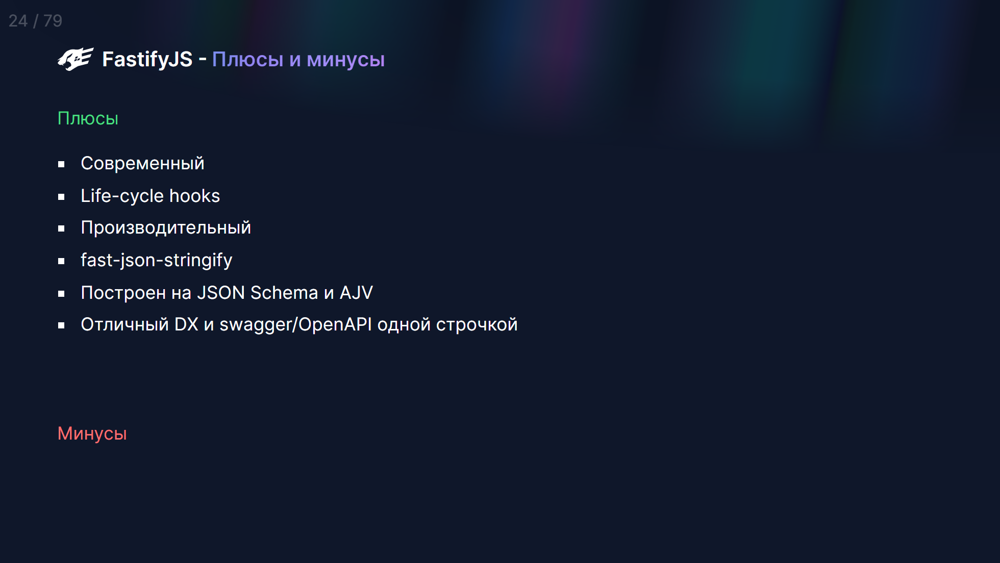 24 / 79
FastifyJS - Плюсы и минусы
Плюсы
Современный
Life-cycle hooks
Производительный
fast-json-stringify
Построен на JSON Schema и AJV
Отличный DX и swagger/OpenAPI одной строчкой
Минусы